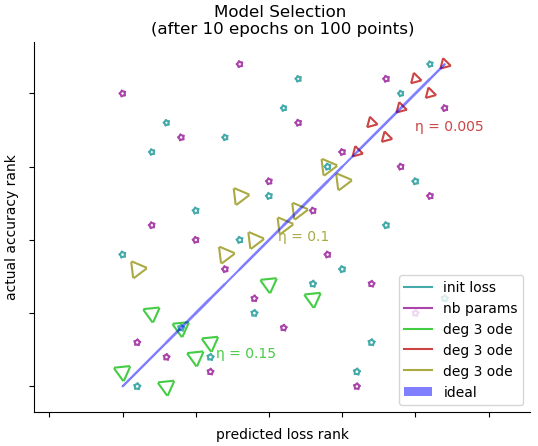 Model Selection
(after 10 epochs on 100 points)
actual accuracy rank
η = 0.005
η = 0.1
η = 0.15
init loss
nb params
deg 3 ode
deg 3 ode
deg 3 ode
ideal
predicted loss rank